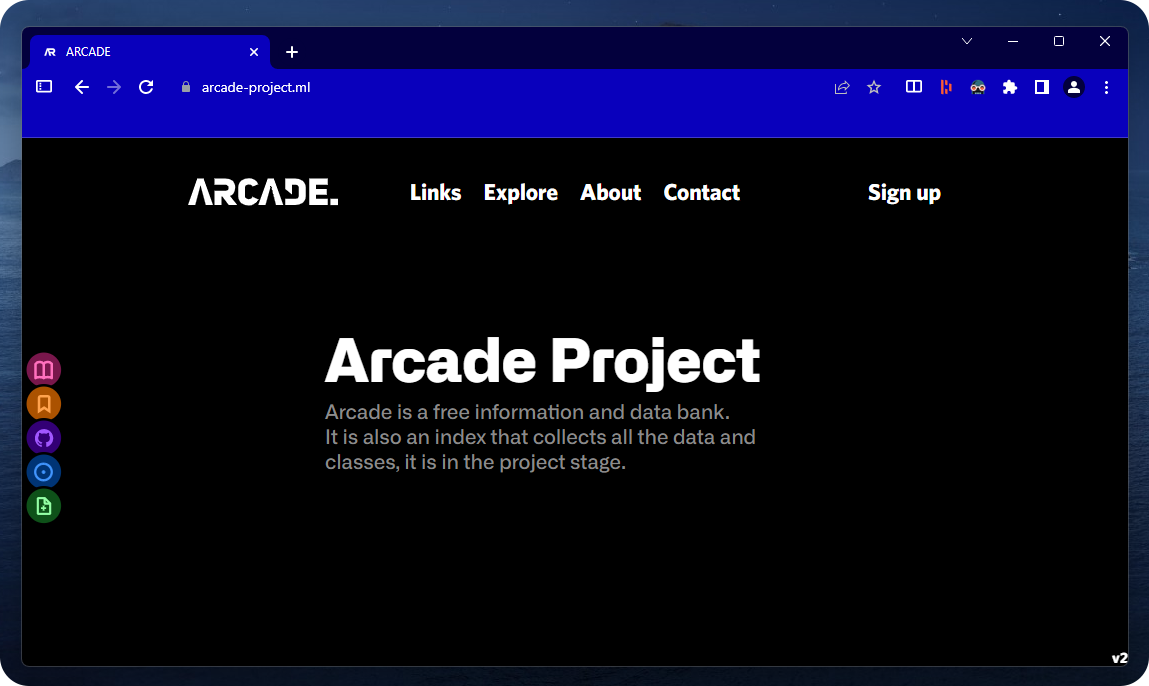 AR ARCADE
arcade-project.ml
ARCADE.
Links Explore About Contact Sign up
Arcade Project
Arcade is a free information and data bank.
It is also an index that collects all the data and
classes, it is in the project stage.
v2